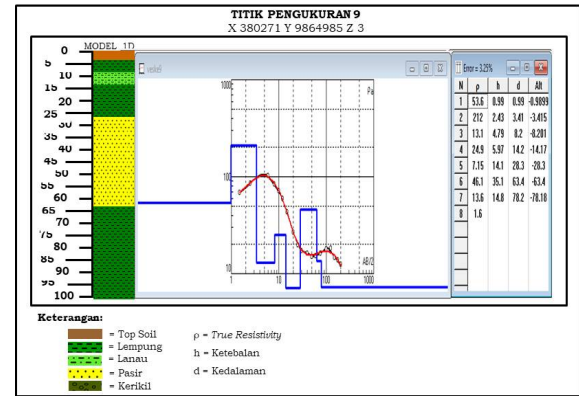 TITIK PENGUKURAN 9
X 380271 Y 9864985 Z 3
MODEL 1D
0
5
10
15
20
25
30
35
40
45
50
55
60
65
70
75
80
85
90
95
100
1000
Pa
100
10
AB/2
1 10 100 1000
Error = 3.25%
N ρ h d Alt
1 53.6 0.99 0.99 -0.9899
2 212 2.43 3.41 -3.415
3 13.1 4.79 8.2 -8.201
4 24.9 5.97 14.2 -14.17
5 7.15 14.1 28.3 -28.3
6 46.1 35.1 63.4 -63.4
7 13.6 14.8 78.2 -78.18
8 1.6
Keterangan:
= Top Soil
= Lempung
= Lanau
= Pasir
= Kerikil
ρ = True Resistivity
h = Ketebalan
d = Kedalaman